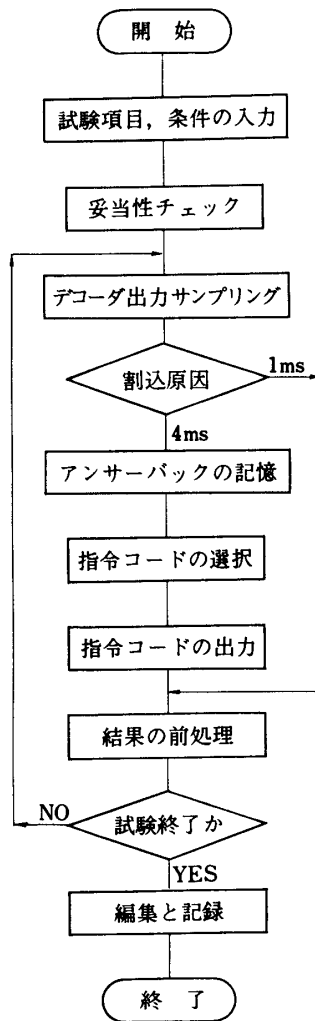 開 始
試験項目,条件の入力
妥当性チェック
デコーダ出力サンプリング
割込原因
1ms
4ms
アンサーバックの記憶
指令コードの選択
指令コードの出力
結果の前処理
NO
試験終了か
YES
編集と記録
終 了